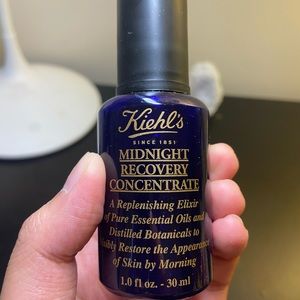 Kiehl's
SINCE 1851
MIDNIGHT
RECOVERY
CONCENTRATE
A Replenishing Elixir
of Pure Essential Oils and
Distilled Botanicals to
Restore the Appearance
of Skin by Morning
1.0 fl. oz. - 30 ml